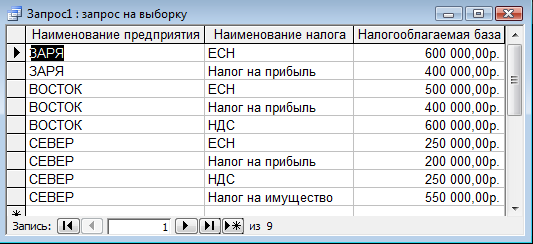 Запрос1 : запрос на выборку
Наименование предприятия Наименование налога Налогооблагаемая база
ЗАРЯ ЕСН 600 000,00р.
ЗАРЯ Налог на прибыль 400 000,00р.
ВОСТОК ЕСН 500 000,00р.
ВОСТОК Налог на прибыль 400 000,00р.
ВОСТОК НДС 600 000,00р.
СЕВЕР ЕСН 250 000,00р.
СЕВЕР Налог на прибыль 200 000,00р.
СЕВЕР НДС 250 000,00р.
СЕВЕР Налог на имущество 550 000,00р.
Запись: 1 из 9